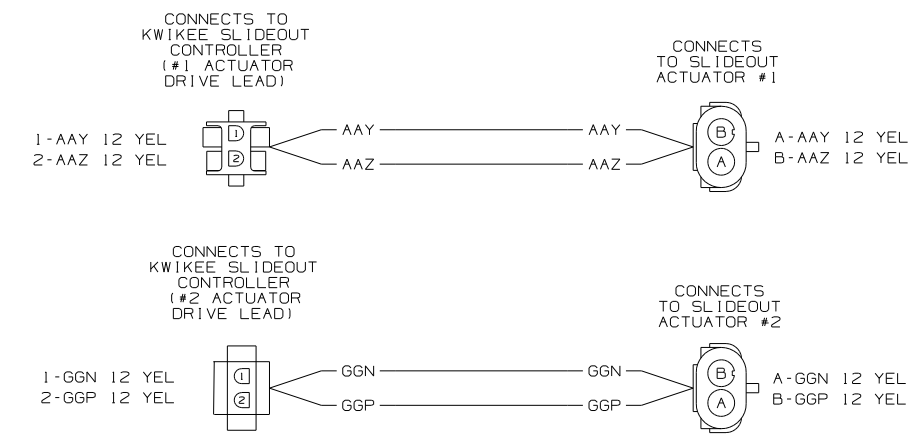 CONNECTS TO
KWIKEE SLIDEOUT
CONTROLLER
(#1 ACTUATOR
DRIVE LEAD)
CONNECTS
TO SLIDEOUT
ACTUATOR #1
1-AAY 12 YEL
2-AAZ 12 YEL
1
2
AAY
AAZ
AAY
AAZ
B
A
A-AAY 12 YEL
B-AAZ 12 YEL
CONNECTS TO
KWIKEE SLIDEOUT
CONTROLLER
(#2 ACTUATOR
DRIVE LEAD)
CONNECTS
TO SLIDEOUT
ACTUATOR #2
1-GGN 12 YEL
2-GGP 12 YEL
1
2
GGN
GGP
GGN
GGP
B
A
A-GGN 12 YEL
B-GGP 12 YEL